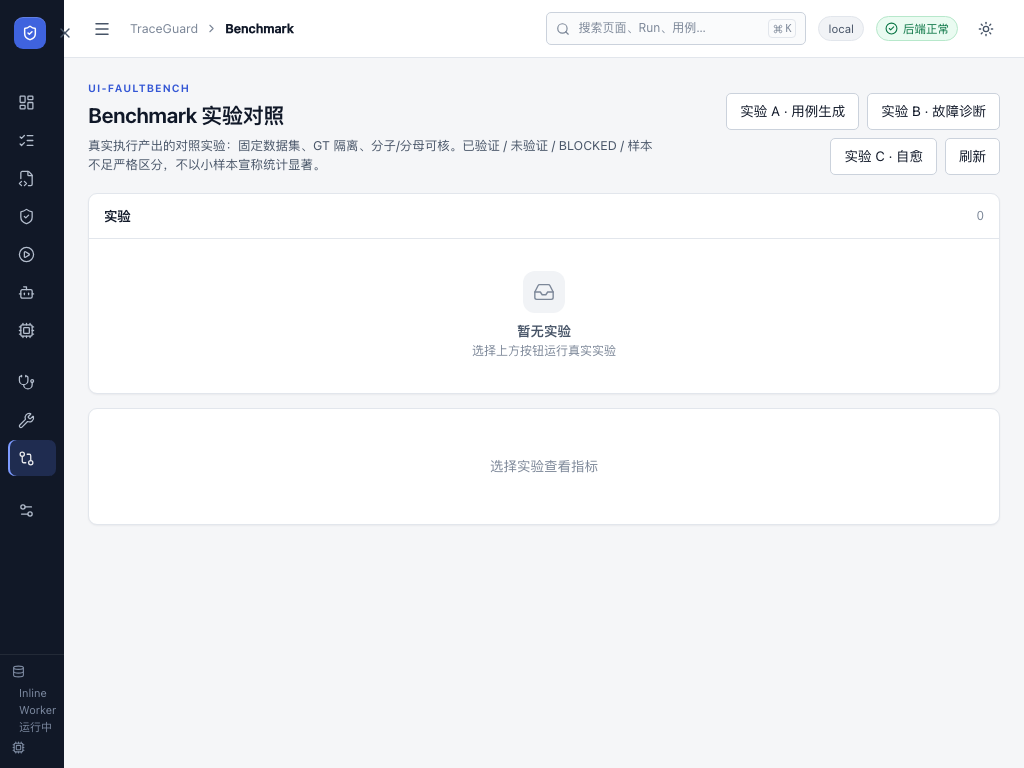 TraceGuard
Benchmark
搜索页面、Run、用例...
⌘ K
local
后端正常
UI-FAULTBENCH
Benchmark 实验对照
真实执行产出的对照实验：固定数据集、GT 隔离、分子/分母可核。已验证 / 未验证 / BLOCKED / 样本
不足严格区分，不以小样本宣称统计显著。
实验 A · 用例生成
实验 B · 故障诊断
实验 C · 自愈
刷新
实验
0
暂无实验
选择上方按钮运行真实实验
选择实验查看指标
Inline
Worker
运行中